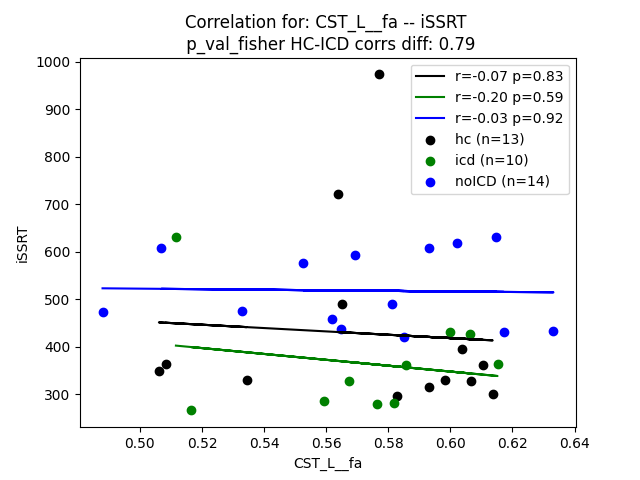 Correlation for: CST_L__fa -- iSSRT
p_val_fisher HC-ICD corrs diff: 0.79
r=-0.07 p=0.83
r=-0.20 p=0.59
r=-0.03 p=0.92
hc (n=13)
icd (n=10)
noICD (n=14)
iSSRT
1000
900
800
700
600
500
400
300
0.50 0.52 0.54 0.56 0.58 0.60 0.62 0.64
CST_L__fa